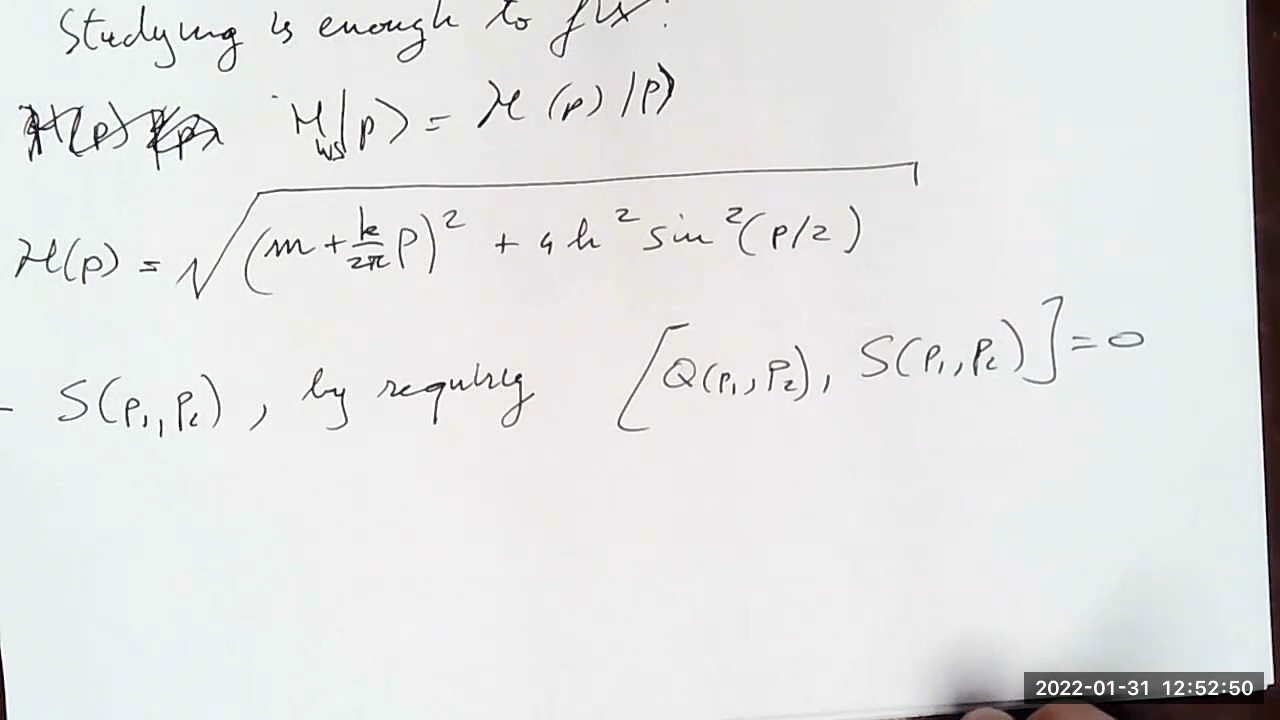 Studying is enough to fix:
H_ws|p⟩ = H(p)|p⟩
H(p) = √((m + k/2π p)² + 4h² sin²(p/2))
- S(p₁,p₂), by requiring [Q(p₁,p₂), S(p₁,p₂)] = 0
2022-01-31 12:52:50